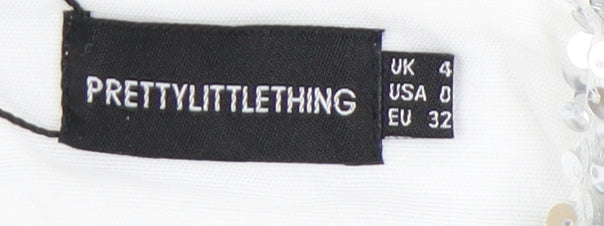 PRETTYLITTLETHING
UK 4
USA 0
EU 32